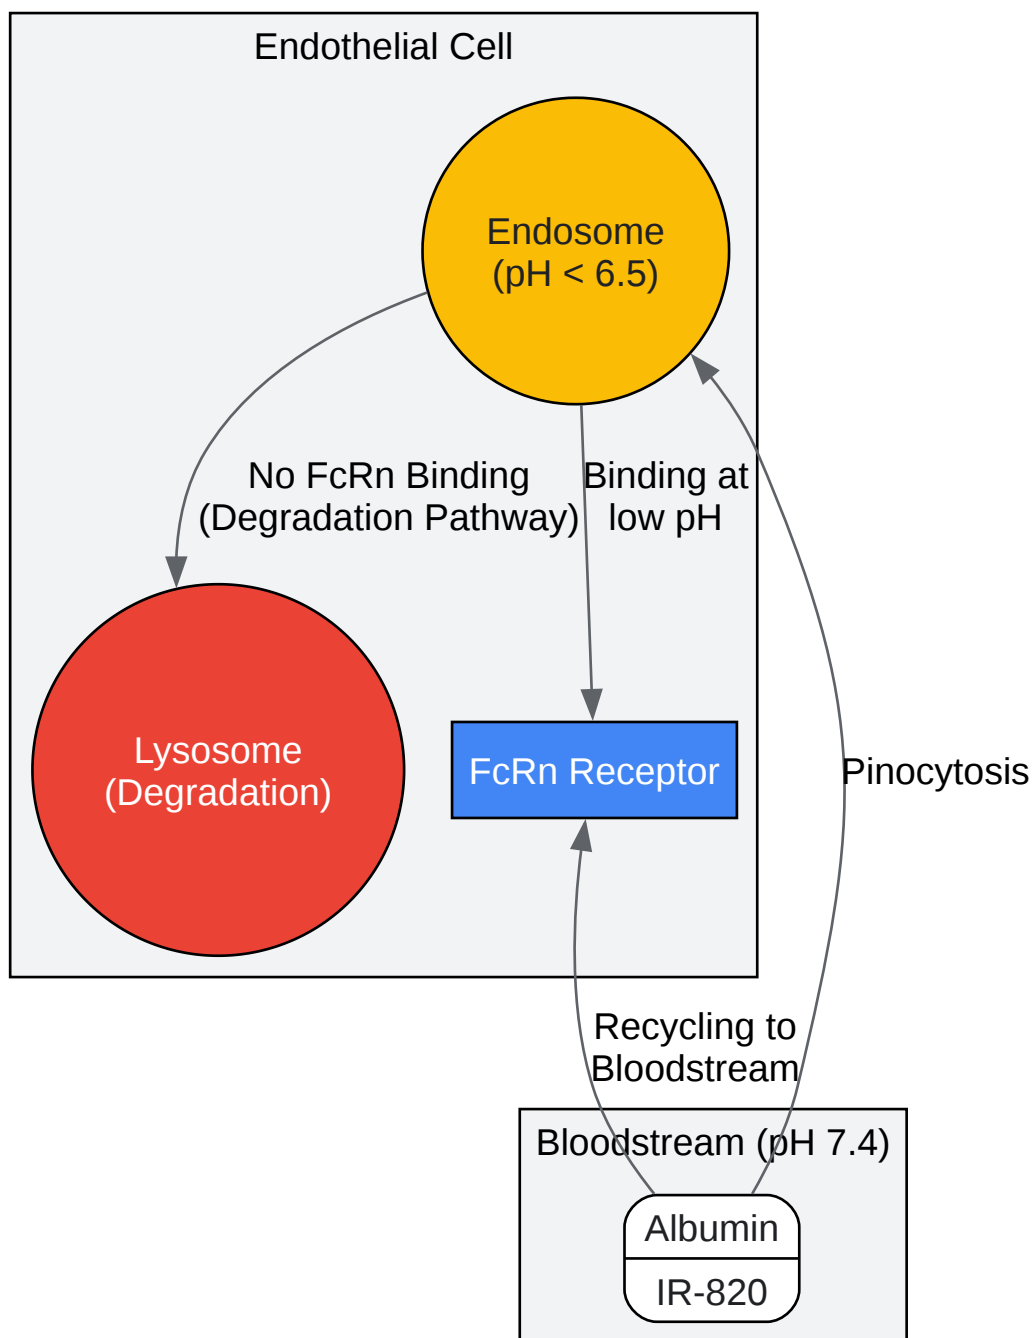 Endothelial Cell
Endosome
(pH < 6.5)
No FcRn Binding
(Degradation Pathway)
Binding at
low pH
Lysosome
(Degradation)
FcRn Receptor
Pinocytosis
Recycling to
Bloodstream
Bloodstream (pH 7.4)
Albumin
IR-820